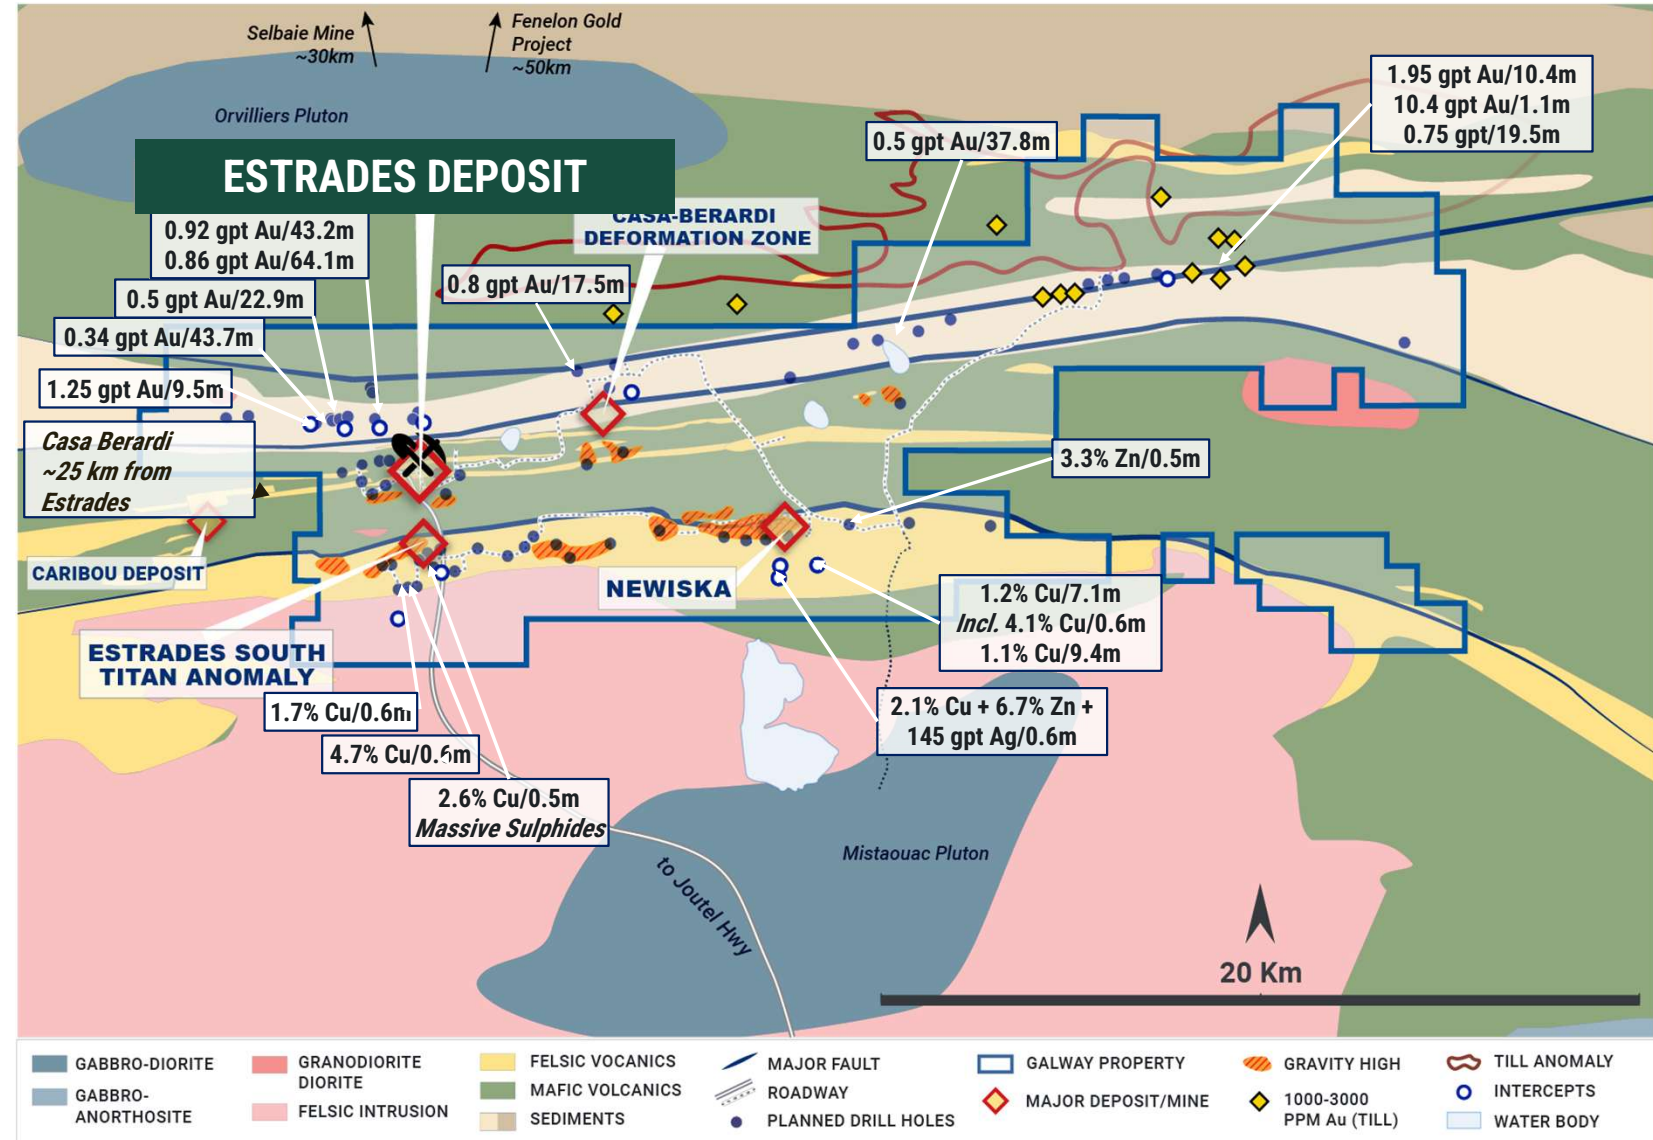 Selbaie Mine
~30km
Fenelon Gold
Project
~50km
Orvilliers Pluton
ESTRADES DEPOSIT
CASA-BERARDI
DEFORMATION ZONE
1.95 gpt Au/10.4m
10.4 gpt Au/1.1m
0.75 gpt/19.5m
0.5 gpt Au/37.8m
0.92 gpt Au/43.2m
0.86 gpt Au/64.1m
0.8 gpt Au/17.5m
0.5 gpt Au/22.9m
0.34 gpt Au/43.7m
1.25 gpt Au/9.5m
Casa Berardi
~25 km from
Estrades
3.3% Zn/0.5m
CARIBOU DEPOSIT
NEWISKA
1.2% Cu/7.1m
Incl. 4.1% Cu/0.6m
1.1% Cu/9.4m
ESTRADES SOUTH
TITAN ANOMALY
1.7% Cu/0.6m
2.1% Cu + 6.7% Zn +
145 gpt Ag/0.6m
4.7% Cu/0.6m
2.6% Cu/0.5m
Massive Sulphides
Mistaouac Pluton
to Joutel Hwy
20 Km
GABBRO-DIORITE
GABBRO-
ANORTHOSITE
GRANODIORITE
DIORITE
FELSIC INTRUSION
FELSIC VOCANICS
MAFIC VOLCANICS
SEDIMENTS
MAJOR FAULT
ROADWAY
PLANNED DRILL HOLES
GALWAY PROPERTY
MAJOR DEPOSIT/MINE
GRAVITY HIGH
1000-3000
PPM Au (TILL)
TILL ANOMALY
INTERCEPTS
WATER BODY